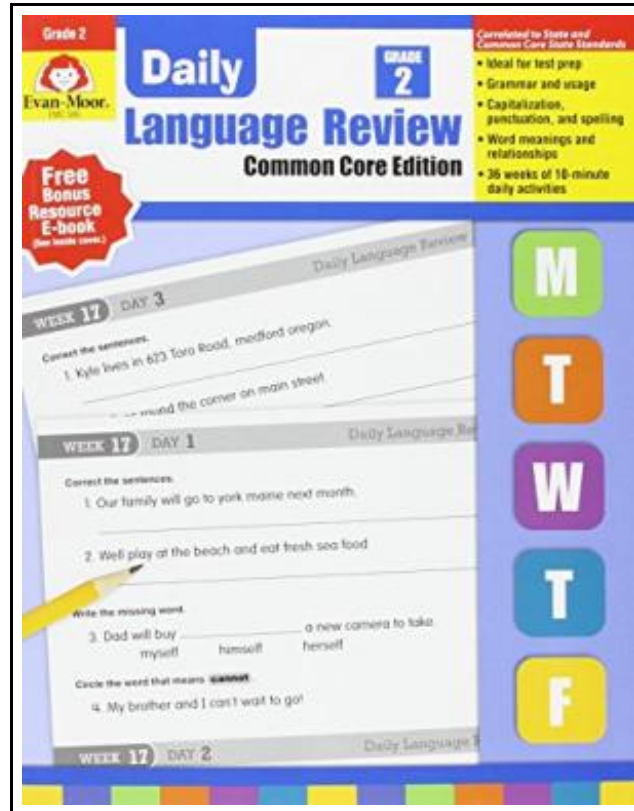 Grade 2
Evan-Moor.
Daily
GRADE
2
Language Review
Common Core Edition
Correlated to State and
Common Core State Standards
• Ideal for test prep
• Grammar and usage
• Capitalization,
punctuation, and spelling
• Word meanings and
relationships
• 36 weeks of 10-minute
daily activities
Free
Bonus
Resource
E-book
(See inside cover.)
WEEK 17 DAY 3 Daily Language Review
Correct the sentences.
1. Kyle lives in 623 Toro Road, medford oregon.
round the corner on main street
WEEK 17 DAY 1 Daily Language Re
Correct the sentences.
1. Our family will go to york maine next month.
2. Well play at the beach and eat fresh sea food
Write the missing word.
3. Dad will buy a new camera to take.
myself himself herself
Circle the word that means cannot.
4. My brother and I can't wait to go!
WEEK 17 DAY 2 Daily Language R
M
T
W
T
F